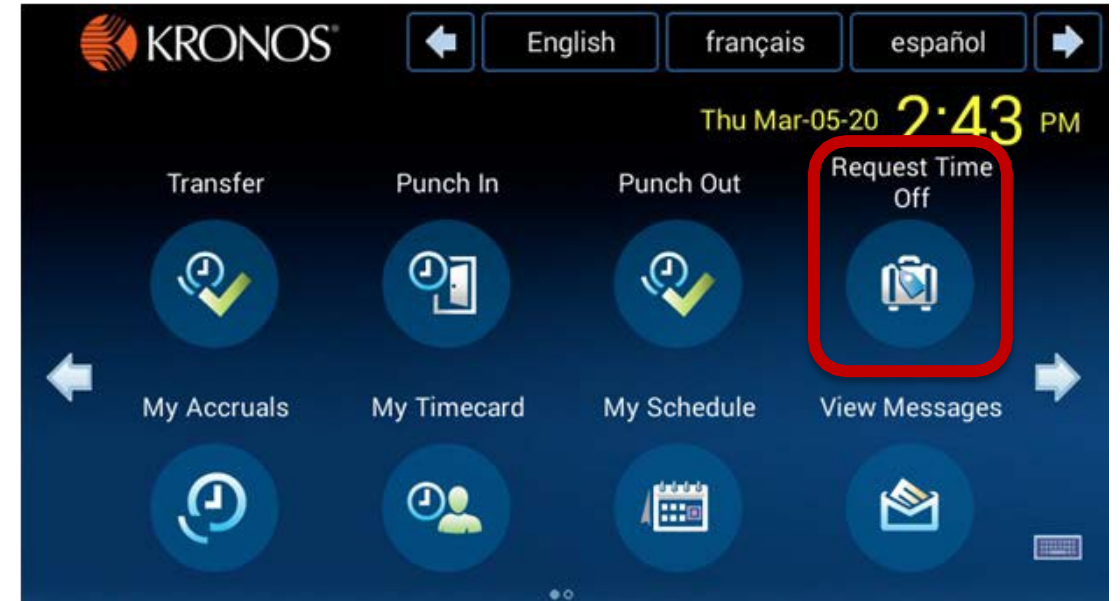 KRONOS®
English français español
Thu Mar-05-20 2:43 PM
Transfer Punch In Punch Out Request Time
Off
My Accruals My Timecard My Schedule View Messages